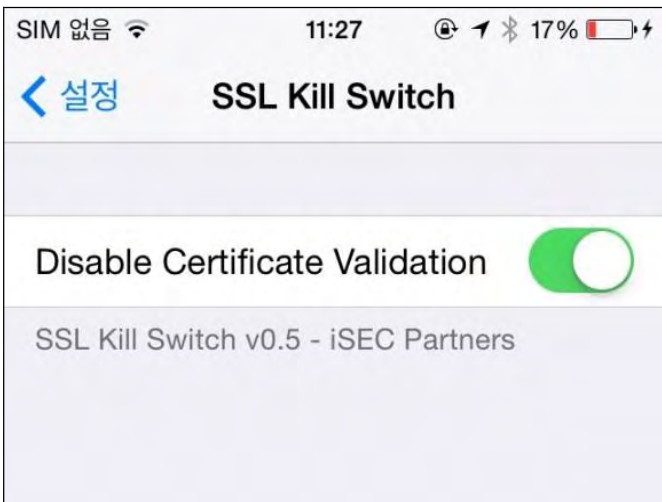 SIM 없음 11:27 17%
설정 SSL Kill Switch
Disable Certificate Validation
SSL Kill Switch v0.5 - iSEC Partners